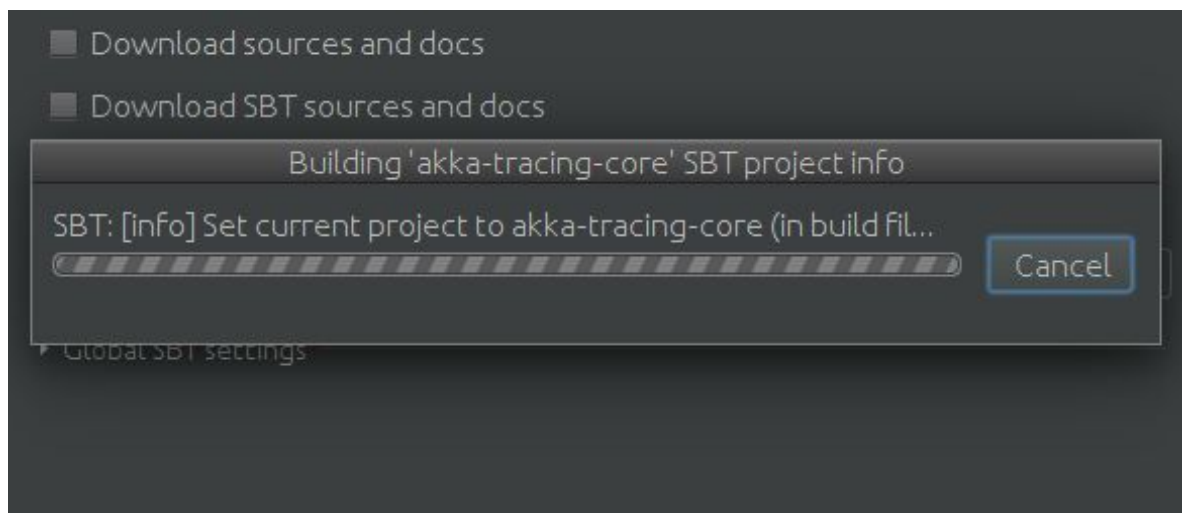 Download sources and docs
Download SBT sources and docs
Building 'akka-tracing-core' SBT project info
SBT: [info] Set current project to akka-tracing-core (in build fil...
Cancel
Global SBT settings